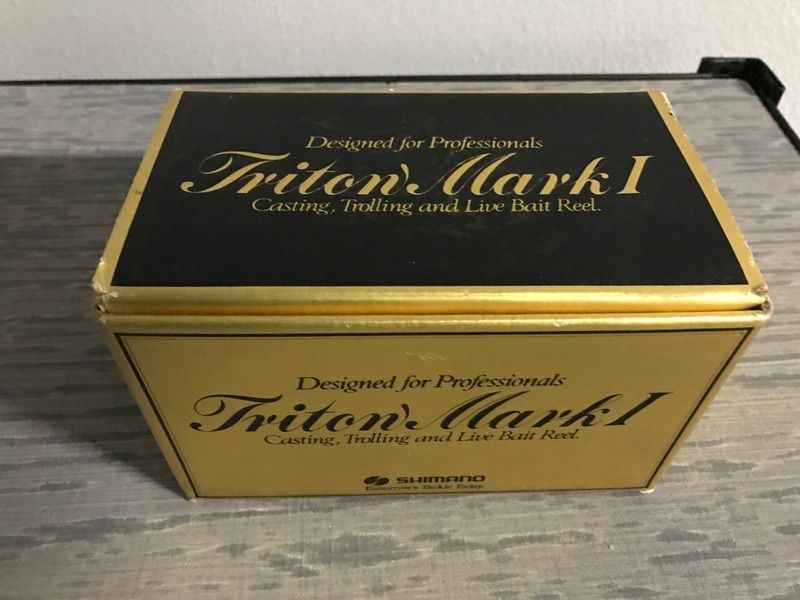 Designed for Professionals
Triton Mark I
Casting, Trolling and Live Bait Reel.
Designed for Professionals
Triton Mark I
Casting, Trolling and Live Bait Reel.
SHIMANO
Tomorrow's Tackle Today.